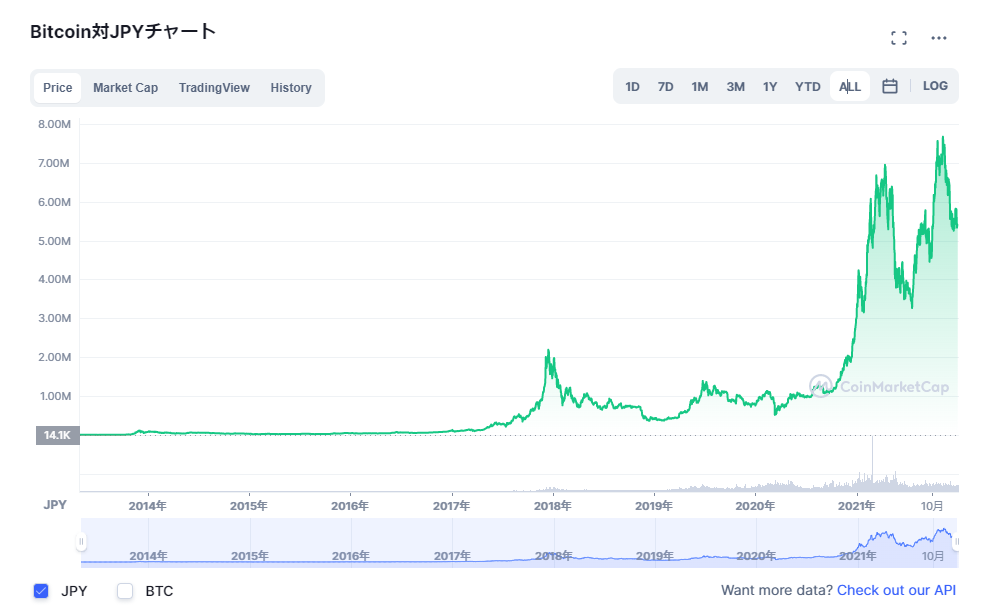 Bitcoin対JPYチャート
Price Market Cap TradingView History
1D 7D 1M 3M 1Y YTD ALL LOG
8.00M
7.00M
6.00M
5.00M
4.00M
3.00M
2.00M
1.00M
14.1K
CoinMarketCap
JPY
2014年 2015年 2016年 2017年 2018年 2019年 2020年 2021年 10月
2014年 2015年 2016年 2017年 2018年 2019年 2020年 2021年 10月
JPY BTC
Want more data? Check out our API